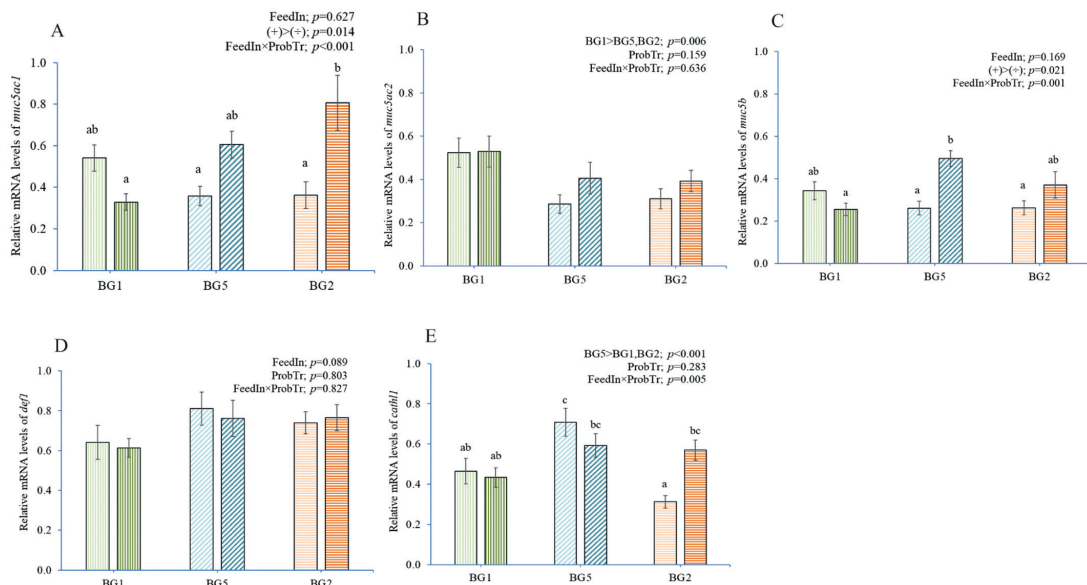 A
FeedIn; p=0.627
(+)>(÷); p=0.014
FeedIn×ProbTr; p<0.001
Relative mRNA levels of muc5ac1
1.0
0.8
0.6
0.4
0.2
0.0
ab
a
a
ab
a
b
BG1
BG5
BG2
B
BG1>BG5,BG2; p=0.006
ProbTr; p=0.159
FeedIn×ProbTr; p=0.636
Relative mRNA levels of muc5ac2
1.0
0.8
0.6
0.4
0.2
0.0
BG1
BG5
BG2
C
FeedIn; p=0.169
(+)>(÷); p=0.021
FeedIn×ProbTr; p=0.001
Relative mRNA levels of muc5b
1.0
0.8
0.6
0.4
0.2
0.0
ab
a
a
b
a
ab
BG1
BG5
BG2
D
FeedIn; p=0.089
ProbTr; p=0.803
FeedIn×ProbTr; p=0.827
Relative mRNA levels of def1
1.0
0.8
0.6
0.4
0.2
0.0
BG1
BG5
BG2
E
BG5>BG1,BG2; p<0.001
ProbTr; p=0.283
FeedIn×ProbTr; p=0.005
Relative mRNA levels of cathl1
1.0
0.8
0.6
0.4
0.2
0.0
ab
ab
c
bc
a
bc
BG1
BG5
BG2